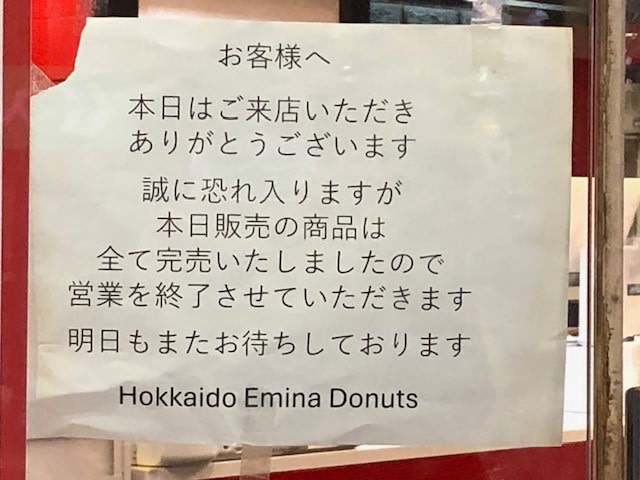 お客様へ
本日はご来店いただき
ありがとうございます
誠に恐れ入りますが
本日販売の商品は
全て完売いたしましたので
営業を終了させていただきます
明日もまたお待ちしております
Hokkaido Emina Donuts